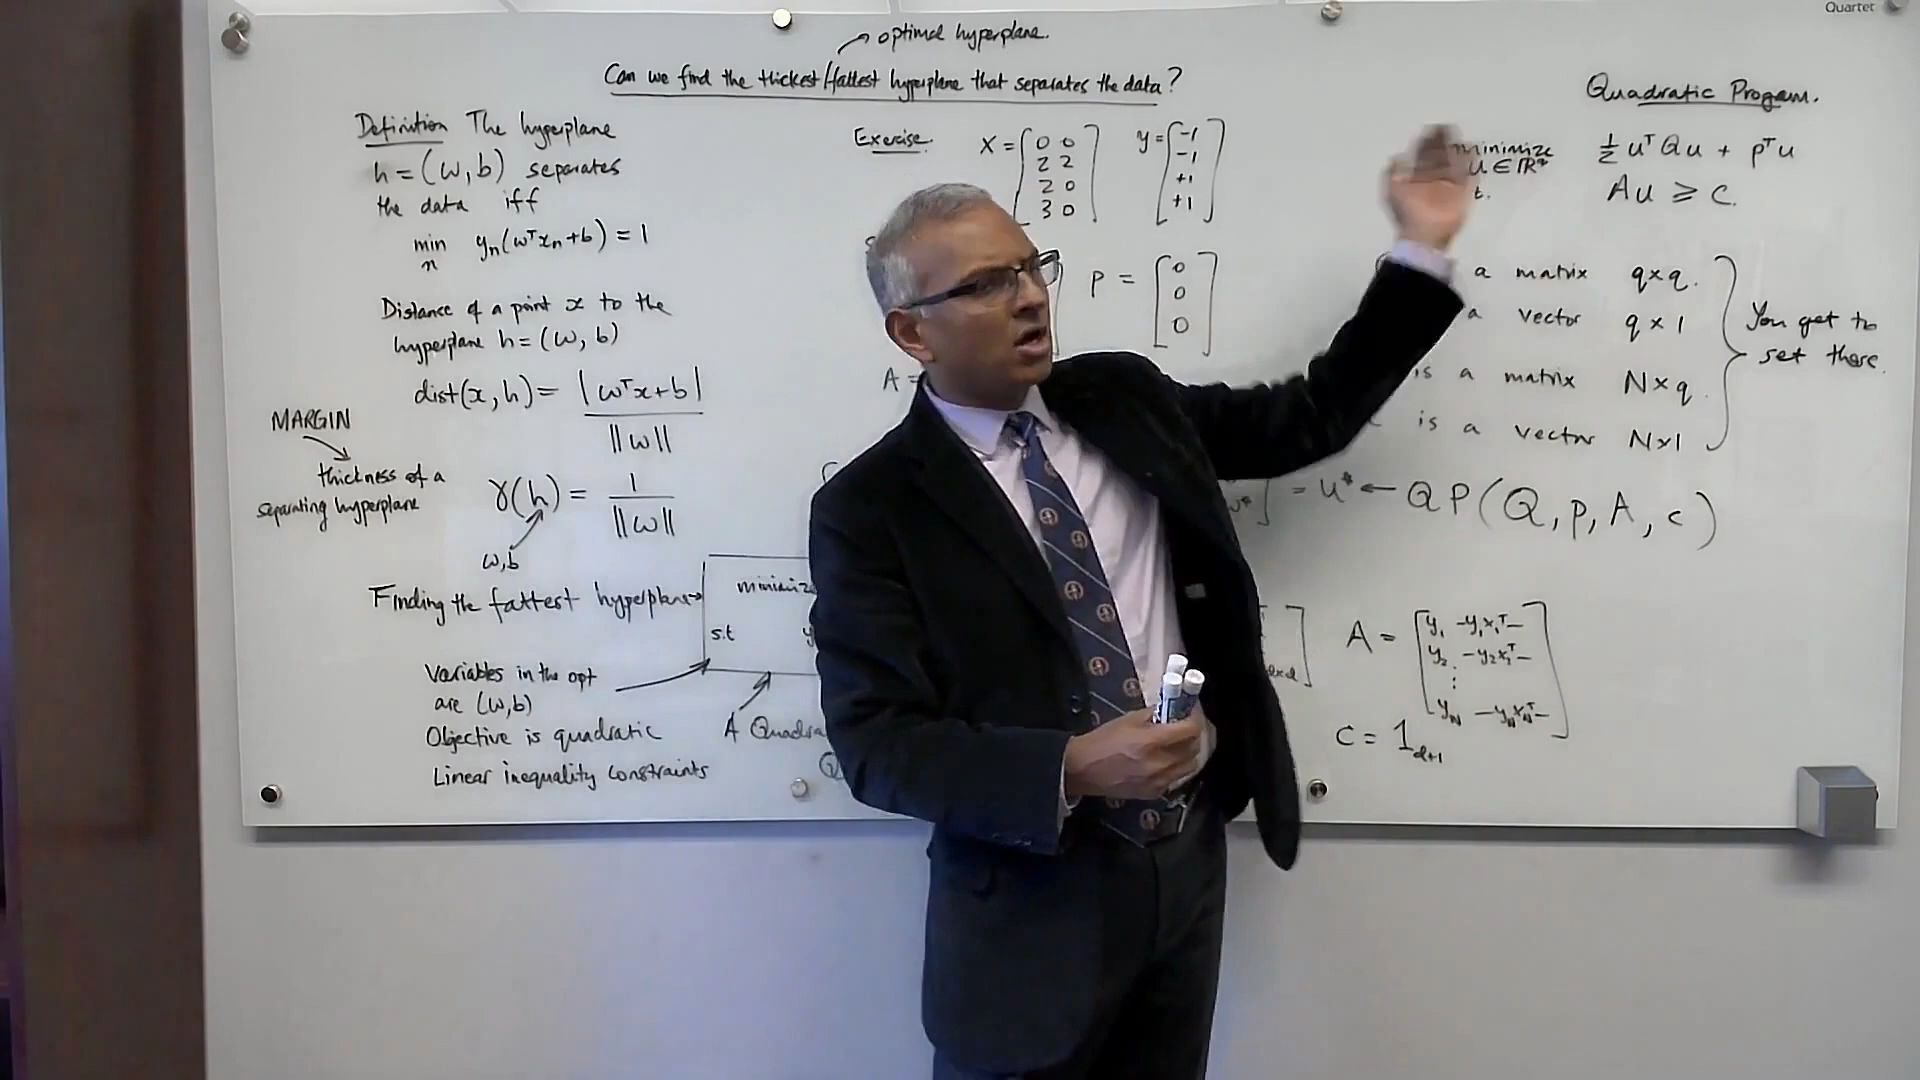 Quartet
optimal hyperplane.
Can we find the thickest/fattest hyperplane that separates the data?
Definition The hyperplane
h = (w, b) separates
the data iff
min yₙ(wᵀxₙ+b) = 1
n
Distance of a point x to the
hyperplane h = (w, b)
dist(x, h) = |wᵀx+b|
||w||
MARGIN
thickness of a
separating hyperplane
γ(h) = 1
||w||
w,b
Finding the fattest hyperplane→
s.t
Variables in the opt
are (w,b)
Objective is quadratic
Linear inequality constraints
A
Exercise. X = [0 0
2 2
2 0
3 0]
y = [-1
-1
+1
+1]
p = [0
0
0]
A =
Quadratic Program.
minimize ½ uᵀQu + pᵀu
u ∈ ℝ^q
t. Au ≥ c.
a matrix q×q.
a vector q×1
is a matrix N×q
is a vector N×1
You get to
set these.
= u* ← QP(Q, p, A, c)
A = [y₁ —y₁x₁ᵀ—
y₂ —y₂x₂ᵀ—
⋮
y_N —y_Nx_Nᵀ—]
c = 1_{d+1}